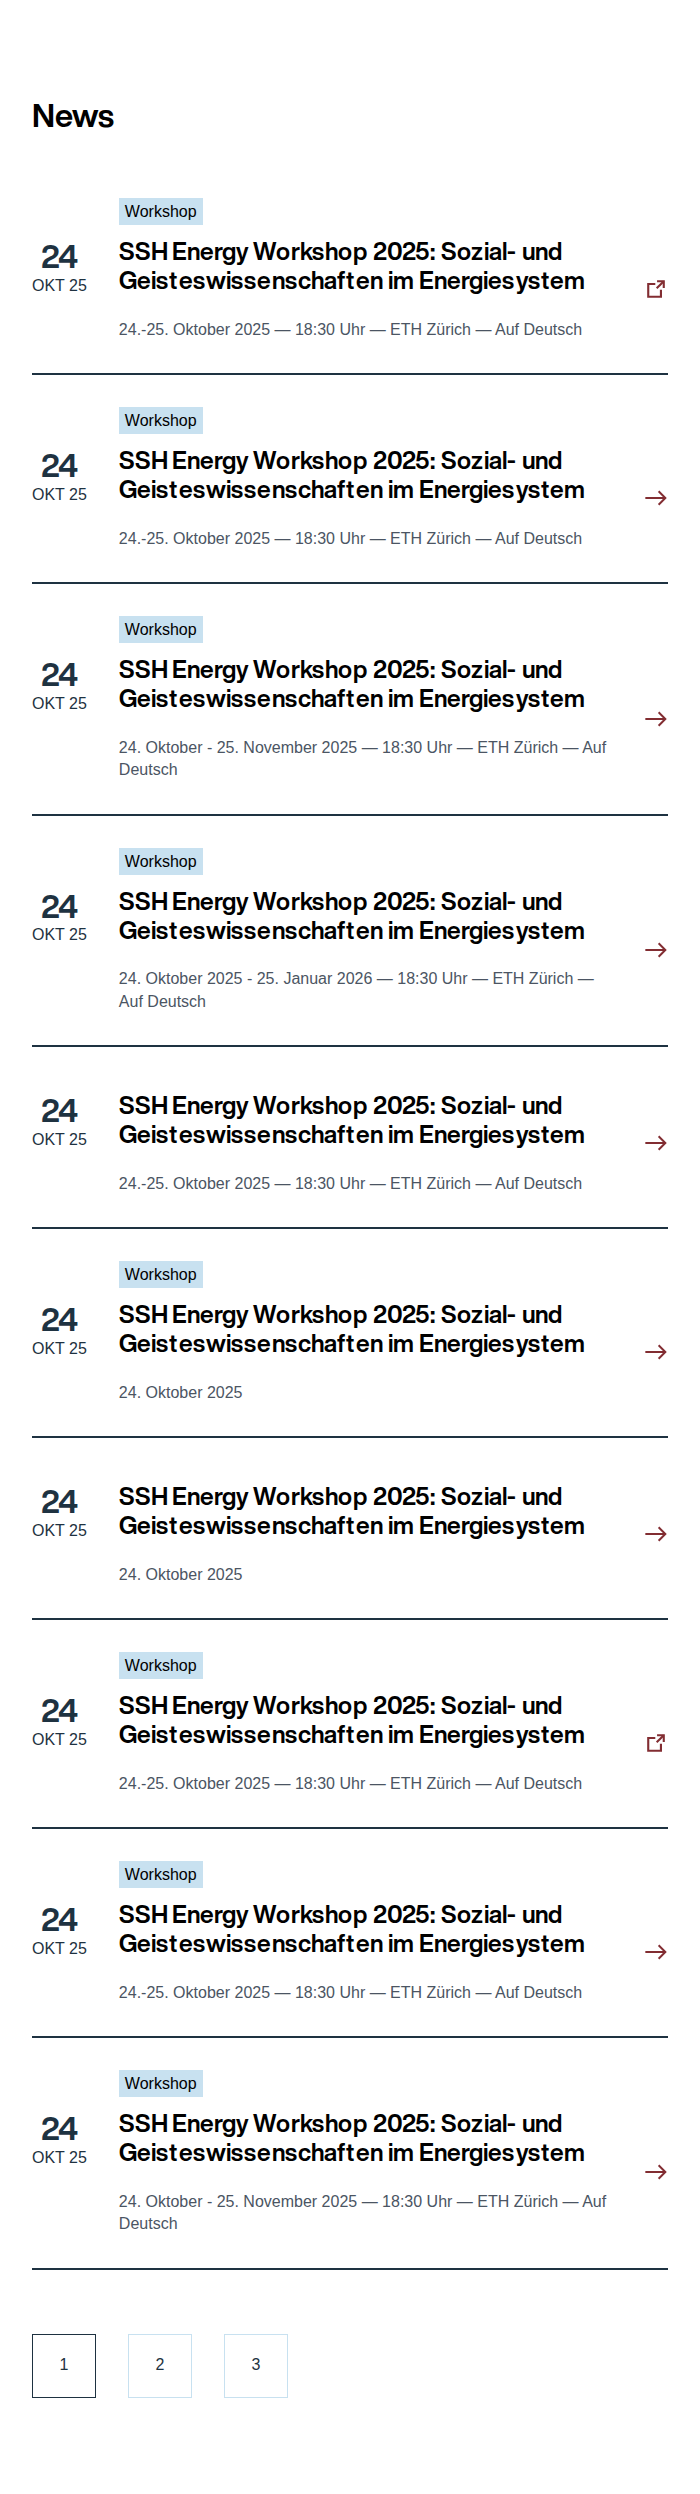 News
Workshop
24
OKT 25
SSH Energy Workshop 2025: Sozial- und
Geisteswissenschaften im Energiesystem
24.-25. Oktober 2025 — 18:30 Uhr — ETH Zürich — Auf Deutsch
Workshop
24
OKT 25
SSH Energy Workshop 2025: Sozial- und
Geisteswissenschaften im Energiesystem
24.-25. Oktober 2025 — 18:30 Uhr — ETH Zürich — Auf Deutsch
Workshop
24
OKT 25
SSH Energy Workshop 2025: Sozial- und
Geisteswissenschaften im Energiesystem
24. Oktober - 25. November 2025 — 18:30 Uhr — ETH Zürich — Auf
Deutsch
Workshop
24
OKT 25
SSH Energy Workshop 2025: Sozial- und
Geisteswissenschaften im Energiesystem
24. Oktober 2025 - 25. Januar 2026 — 18:30 Uhr — ETH Zürich —
Auf Deutsch
24
OKT 25
SSH Energy Workshop 2025: Sozial- und
Geisteswissenschaften im Energiesystem
24.-25. Oktober 2025 — 18:30 Uhr — ETH Zürich — Auf Deutsch
Workshop
24
OKT 25
SSH Energy Workshop 2025: Sozial- und
Geisteswissenschaften im Energiesystem
24. Oktober 2025
24
OKT 25
SSH Energy Workshop 2025: Sozial- und
Geisteswissenschaften im Energiesystem
24. Oktober 2025
Workshop
24
OKT 25
SSH Energy Workshop 2025: Sozial- und
Geisteswissenschaften im Energiesystem
24.-25. Oktober 2025 — 18:30 Uhr — ETH Zürich — Auf Deutsch
Workshop
24
OKT 25
SSH Energy Workshop 2025: Sozial- und
Geisteswissenschaften im Energiesystem
24.-25. Oktober 2025 — 18:30 Uhr — ETH Zürich — Auf Deutsch
Workshop
24
OKT 25
SSH Energy Workshop 2025: Sozial- und
Geisteswissenschaften im Energiesystem
24. Oktober - 25. November 2025 — 18:30 Uhr — ETH Zürich — Auf
Deutsch
1 2 3